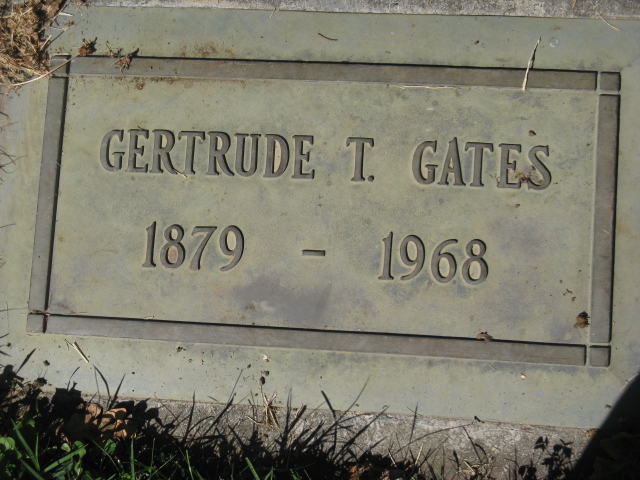 GERTRUDE T. GATES
1879 - 1968